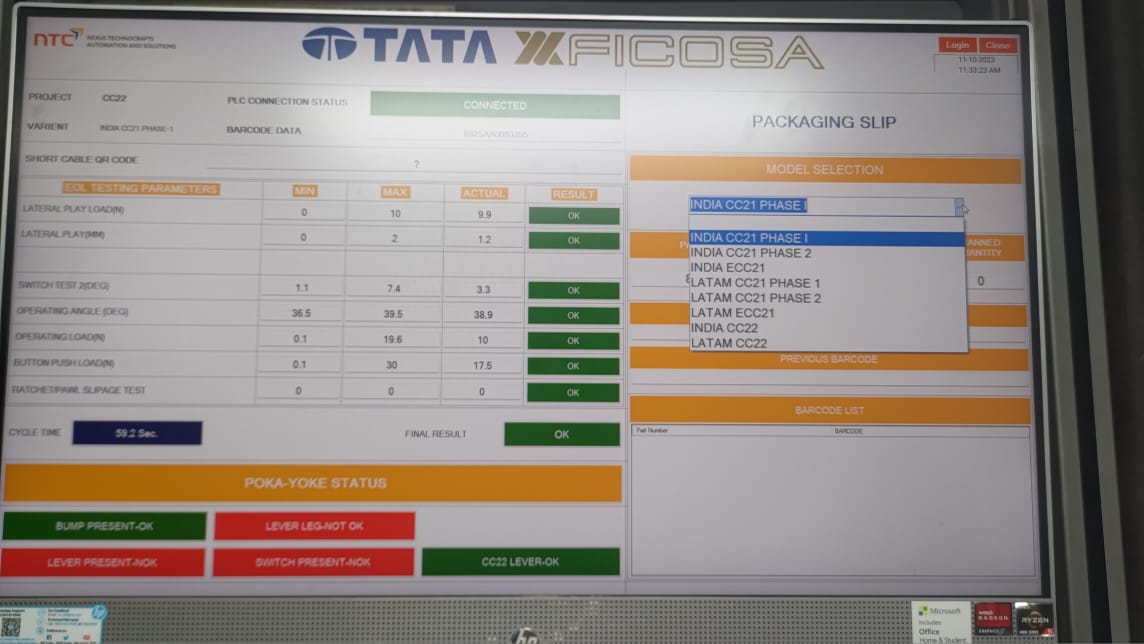 NTC NEXUS TECHNOCRAFTS
AUTOMATION AND SOLUTIONS
TATA FICOSA
Login Close
11-10-2023
11:33:23 AM
PROJECT CC22 PLC CONNECTION STATUS CONNECTED
VARIENT INDIA CC21 PHASE-1 BARCODE DATA
SHORT CABLE QR CODE ?
EOL TESTING PARAMETERS MIN MAX ACTUAL RESULT
LATERAL PLAY LOAD(N) 0 10 9.9 OK
LATERAL PLAY(MM) 0 2 1.2 OK
SWITCH TEST 2(DEG) 1.1 7.4 3.3 OK
OPERATING ANGLE (DEG) 36.5 39.5 38.9 OK
OPERATING LOAD(N) 0.1 19.6 10 OK
BUTTON PUSH LOAD(N) 0.1 30 17.5 OK
RATCHET/PAWL SLIPAGE TEST 0 0 0 OK
CYCLE TIME 59.2 Sec. FINAL RESULT OK
POKA-YOKE STATUS
BUMP PRESENT-OK LEVER LEG-NOT OK
LEVER PRESENT-NOK SWITCH PRESENT-NOK CC22 LEVER-OK
PACKAGING SLIP
MODEL SELECTION
INDIA CC21 PHASE I
INDIA CC21 PHASE I
INDIA CC21 PHASE 2
INDIA ECC21
LATAM CC21 PHASE 1
LATAM CC21 PHASE 2
LATAM ECC21
INDIA CC22
LATAM CC22
0
PREVIOUS BARCODE
BARCODE LIST
Part Number BARCODE
hp
Microsoft
Includes
Office
Home & Student
AMD
RADEON
GRAPHICS
RYZEN